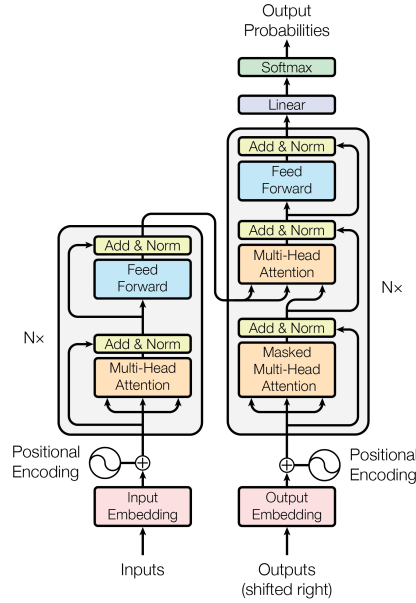 Output
Probabilities
Softmax
Linear
Add & Norm
Feed
Forward
Add & Norm
Multi-Head
Attention
Add & Norm
Masked
Multi-Head
Attention
N×
Positional
Encoding
Output
Embedding
Outputs
(shifted right)
Add & Norm
Feed
Forward
Add & Norm
Multi-Head
Attention
N×
Positional
Encoding
Input
Embedding
Inputs